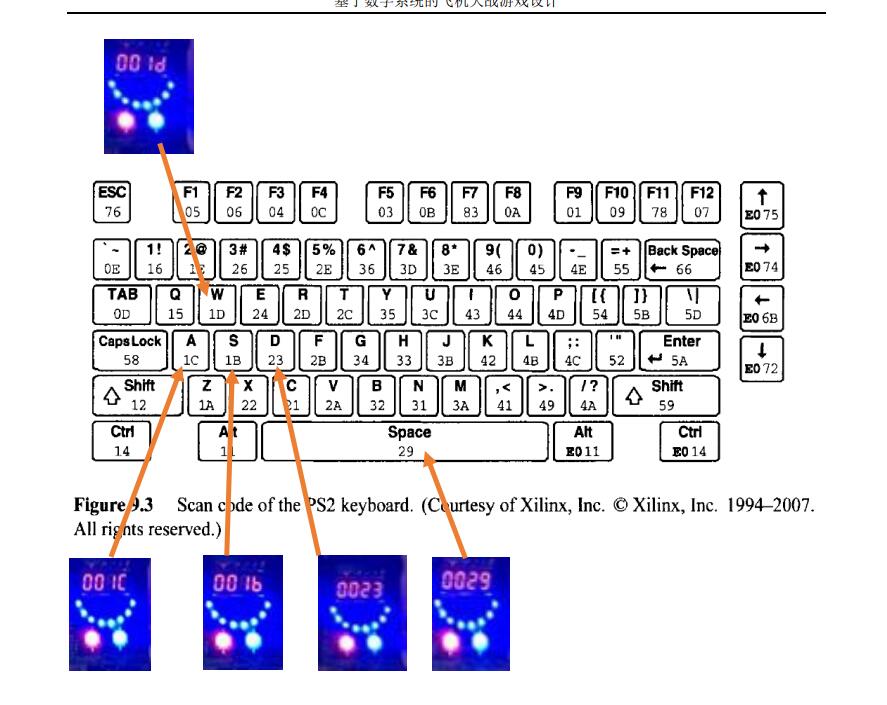 基于数字系统的飞机大战游戏设计
001d
ESC F1 F2 F3 F4 F5 F6 F7 F8 F9 F10 F11 F12 ↑
76 05 06 04 0C 03 0B 83 0A 01 09 78 07 E0 75
` ~ 1! 2@ 3# 4$ 5% 6^ 7& 8* 9( 0) -_ =+ Back Space →
0E 16 1E 26 25 2E 36 3D 3E 46 45 4E 55 ← 66 E0 74
TAB Q W E R T Y U I O P [{ ]} \| ←
0D 15 1D 24 2D 2C 35 3C 43 44 4D 54 5B 5D E0 6B
Caps Lock A S D F G H J K L ;: '" Enter ↓
58 1C 1B 23 2B 34 33 3B 42 4B 4C 52 ↵ 5A E0 72
Shift Z X C V B N M ,< >. /? Shift
12 1A 22 21 2A 32 31 3A 41 49 4A 59
Ctrl Alt Space Alt Ctrl
14 11 29 E0 11 E0 14
Figure 9.3 Scan code of the PS2 keyboard. (Courtesy of Xilinx, Inc. © Xilinx, Inc. 1994–2007.
All rights reserved.)
001C 001b 0023 0029